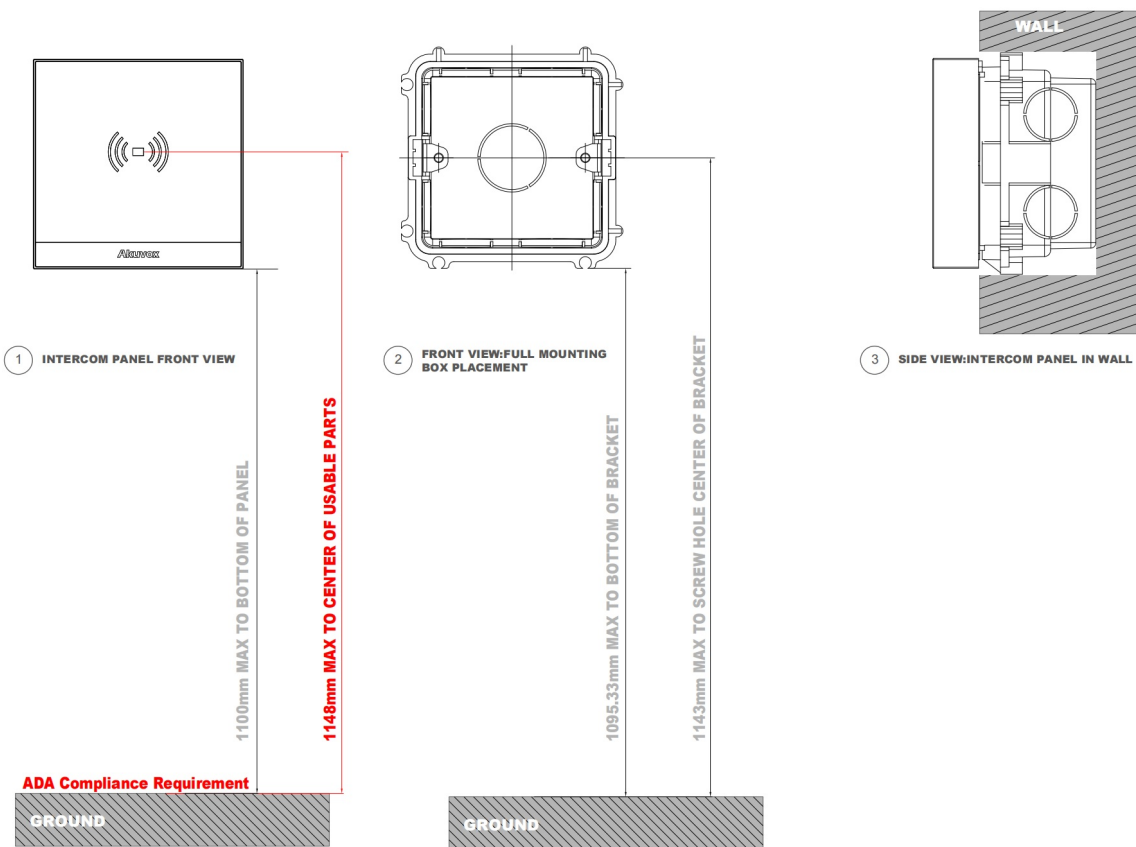 WALL
Akuvox
1 INTERCOM PANEL FRONT VIEW
2 FRONT VIEW:FULL MOUNTING
BOX PLACEMENT
3 SIDE VIEW:INTERCOM PANEL IN WALL
1100mm MAX TO BOTTOM OF PANEL
1148mm MAX TO CENTER OF USABLE PARTS
1095.33mm MAX TO BOTTOM OF BRACKET
1143mm MAX TO SCREW HOLE CENTER OF BRACKET
ADA Compliance Requirement
GROUND
GROUND